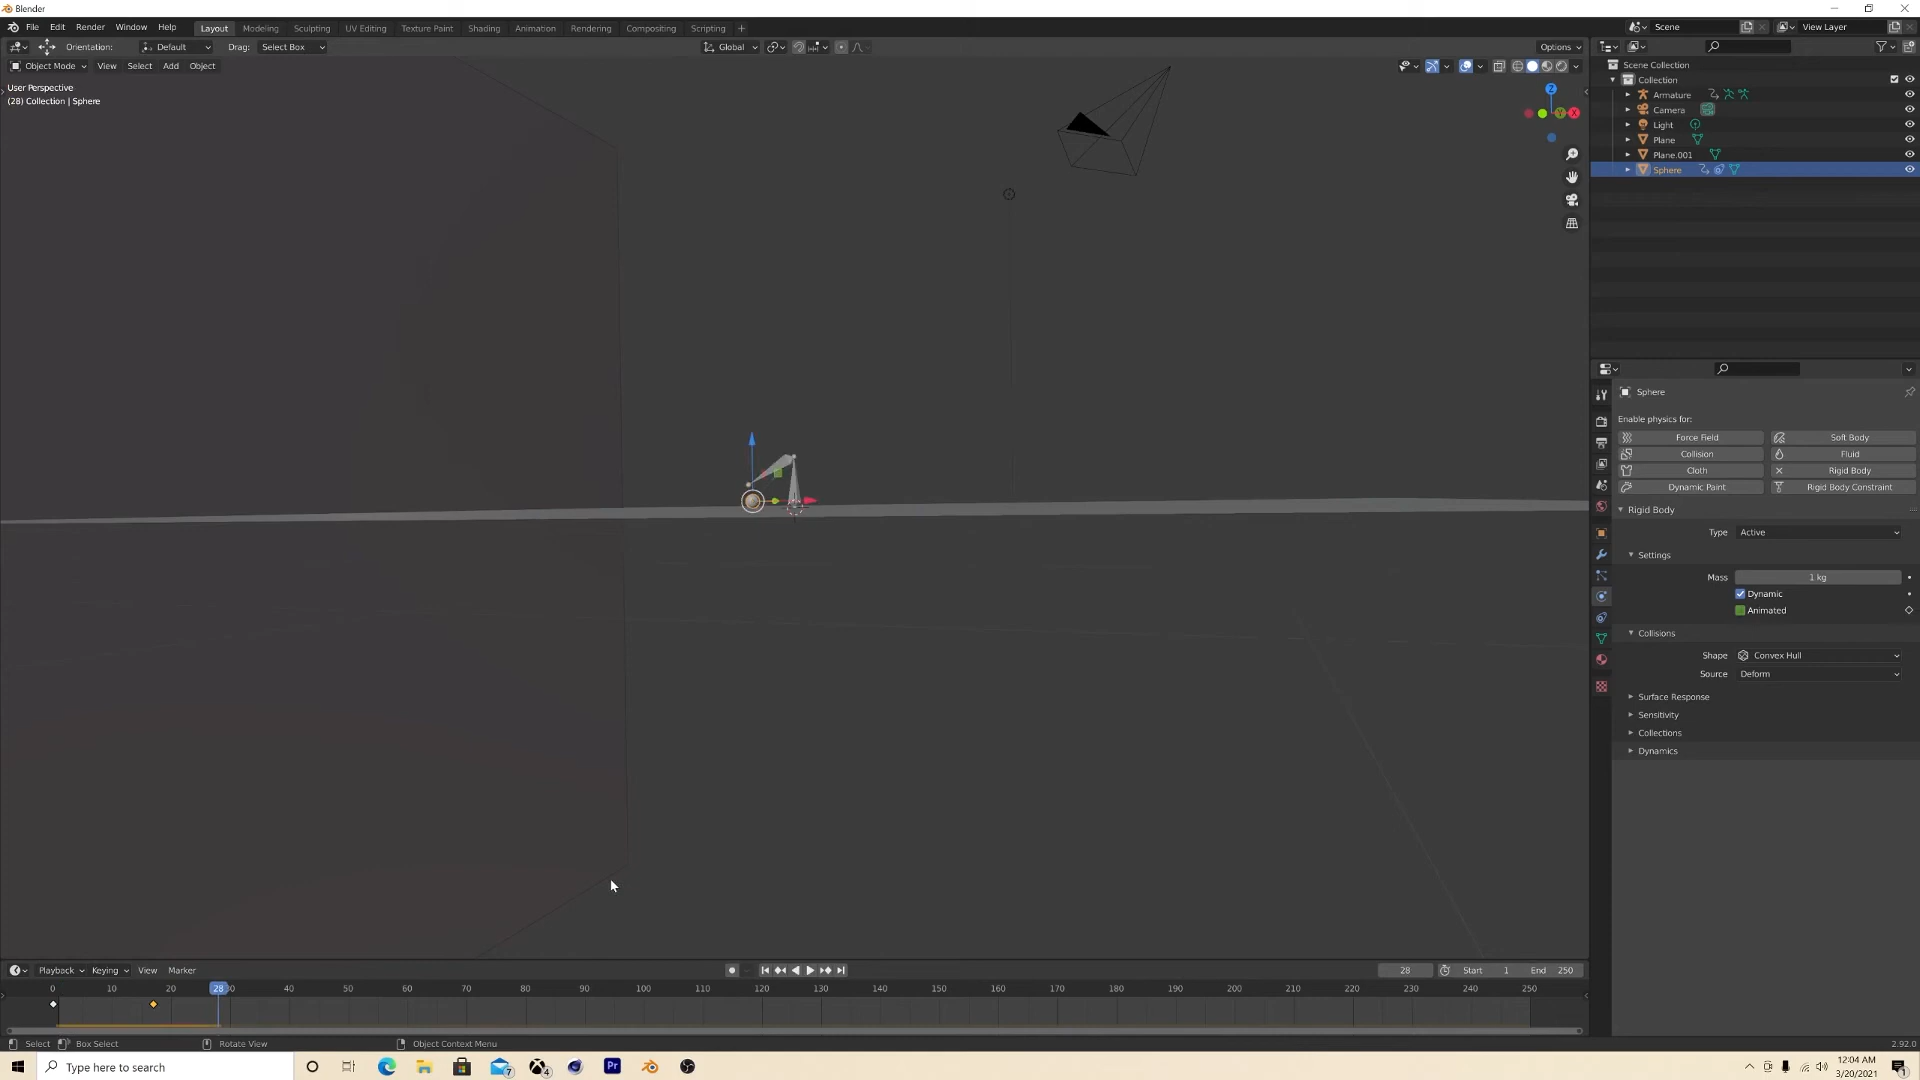 Blender
File Edit Render Window Help
Layout Modeling Sculpting UV Editing Texture Paint Shading Animation Rendering Compositing Scripting +
Scene
View Layer
Orientation: Default Drag: Select Box
Global
Options
Object Mode View Select Add Object
User Perspective
(28) Collection | Sphere
Z
Y
X
Scene Collection
Collection
Armature
Camera
Light
Plane
Plane.001
Sphere
Sphere
Enable physics for:
Force Field Soft Body
Collision Fluid
Cloth Rigid Body
Dynamic Paint Rigid Body Constraint
Rigid Body
Type Active
Settings
Mass 1 kg
Dynamic
Animated
Collisions
Shape Convex Hull
Source Deform
Surface Response
Sensitivity
Collections
Dynamics
Playback Keying View Marker
28 Start 1 End 250
0 10 20 28 30 40 50 60 70 80 90 100 110 120 130 140 150 160 170 180 190 200 210 220 230 240 250
Select Box Select Rotate View Object Context Menu
2.92.0
Type here to search
7
4
Pr
12:04 AM
3/20/2021
1